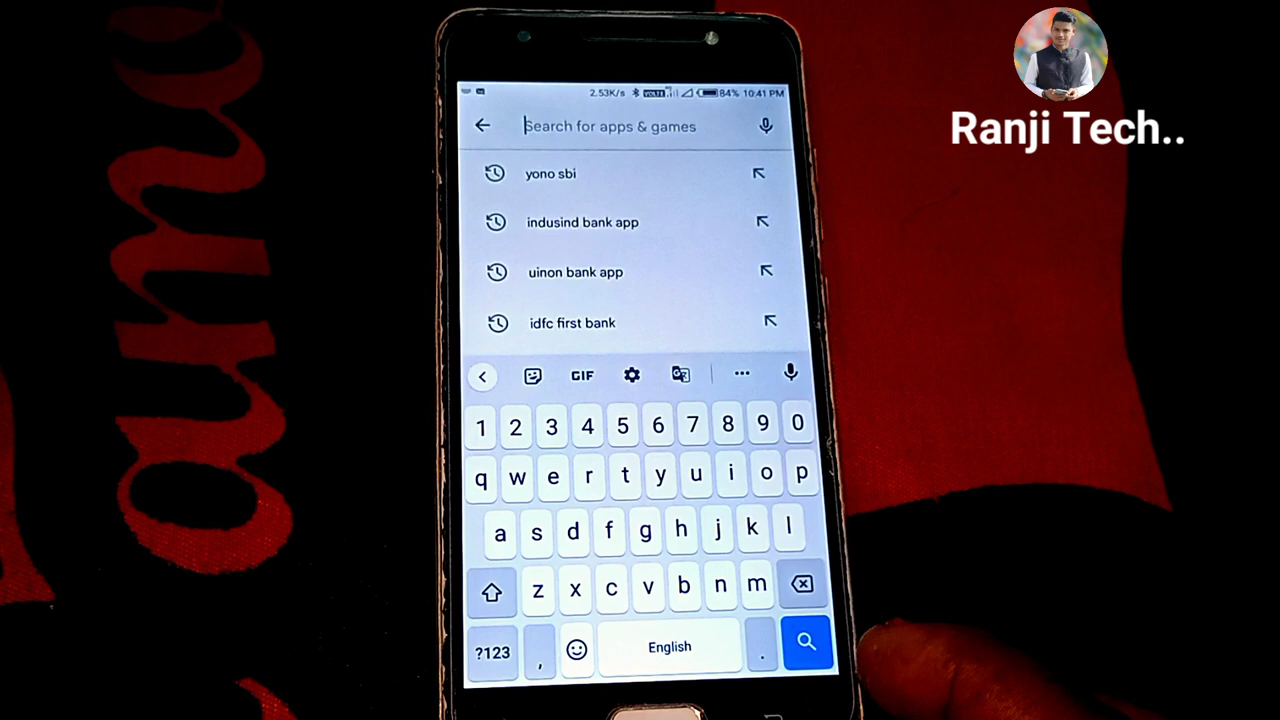 2.53K/s VOLTE 84% 10:41 PM
Search for apps & games
yono sbi
indusind bank app
uinon bank app
idfc first bank
GIF
1 2 3 4 5 6 7 8 9 0
q w e r t y u i o p
a s d f g h j k l
z x c v b n m
?123 , English .
Ranji Tech..